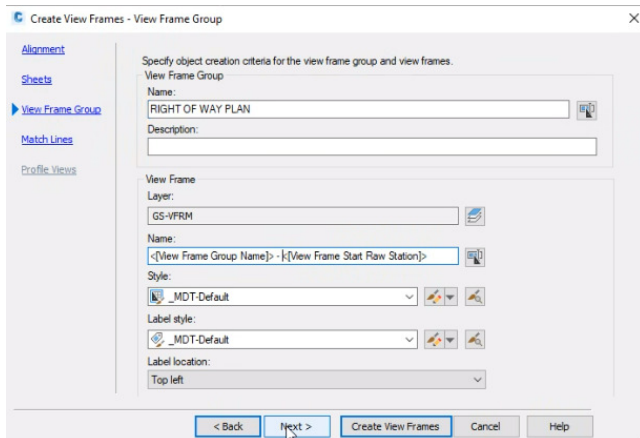 Create View Frames - View Frame Group
Alignment
Sheets
View Frame Group
Match Lines
Profile Views
Specify object creation criteria for the view frame group and view frames.
View Frame Group
Name:
RIGHT OF WAY PLAN
Description:
View Frame
Layer:
GS-VFRM
Name:
<[View Frame Group Name]> - <[View Frame Start Raw Station]>
Style:
_MDT-Default
Label style:
_MDT-Default
Label location:
Top left
< Back
Next >
Create View Frames
Cancel
Help